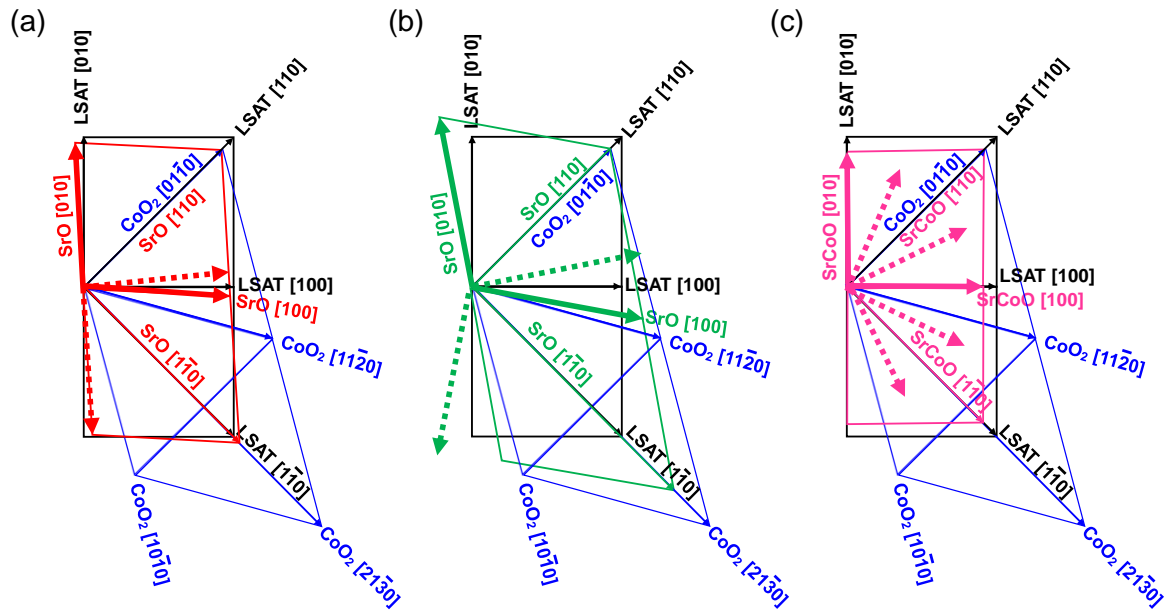 (a)
LSAT [010]
LSAT [110]
CoO₂ [011̅0]
SrO [110]
SrO [010]
LSAT [100]
SrO [100]
SrO [11̅0]
CoO₂ [112̅0]
LSAT [11̅0]
CoO₂ [101̅0]
CoO₂ [213̅0]
(b)
LSAT [010]
LSAT [110]
SrO [110]
CoO₂ [011̅0]
SrO [010]
LSAT [100]
SrO [100]
SrO [11̅0]
CoO₂ [112̅0]
LSAT [11̅0]
CoO₂ [101̅0]
CoO₂ [213̅0]
(c)
LSAT [010]
LSAT [110]
CoO₂ [011̅0]
SrCoO [110]
SrCoO [010]
LSAT [100]
SrCoO [100]
SrCoO [11̅0]
CoO₂ [112̅0]
LSAT [11̅0]
CoO₂ [101̅0]
CoO₂ [213̅0]